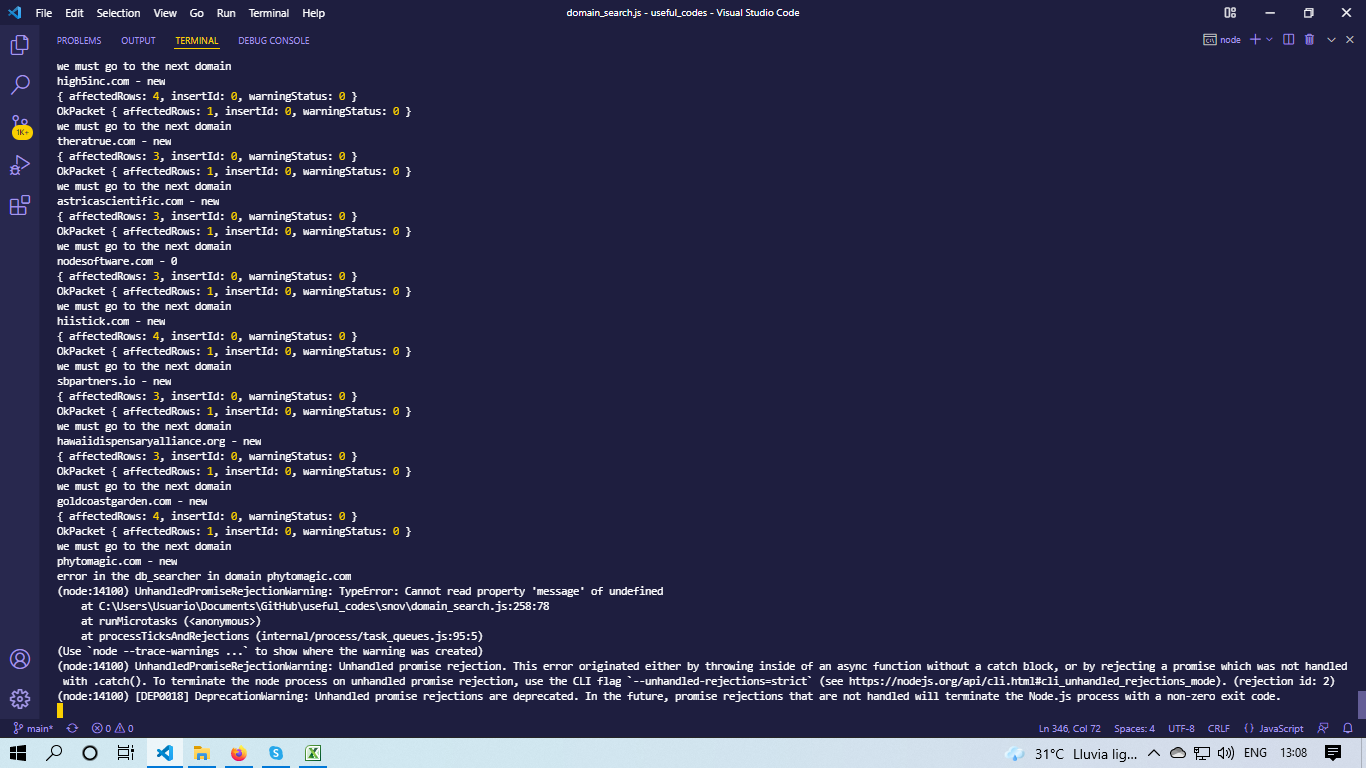 File Edit Selection View Go Run Terminal Help
domain_search.js - useful_codes - Visual Studio Code
PROBLEMS OUTPUT TERMINAL DEBUG CONSOLE
node
1K+
we must go to the next domain
high5inc.com - new
{ affectedRows: 4, insertId: 0, warningStatus: 0 }
OkPacket { affectedRows: 1, insertId: 0, warningStatus: 0 }
we must go to the next domain
theratrue.com - new
{ affectedRows: 3, insertId: 0, warningStatus: 0 }
OkPacket { affectedRows: 1, insertId: 0, warningStatus: 0 }
we must go to the next domain
astricascientific.com - new
{ affectedRows: 3, insertId: 0, warningStatus: 0 }
OkPacket { affectedRows: 1, insertId: 0, warningStatus: 0 }
we must go to the next domain
nodesoftware.com - 0
{ affectedRows: 3, insertId: 0, warningStatus: 0 }
OkPacket { affectedRows: 1, insertId: 0, warningStatus: 0 }
we must go to the next domain
hiistick.com - new
{ affectedRows: 4, insertId: 0, warningStatus: 0 }
OkPacket { affectedRows: 1, insertId: 0, warningStatus: 0 }
we must go to the next domain
sbpartners.io - new
{ affectedRows: 3, insertId: 0, warningStatus: 0 }
OkPacket { affectedRows: 1, insertId: 0, warningStatus: 0 }
we must go to the next domain
hawaiidispensaryalliance.org - new
{ affectedRows: 3, insertId: 0, warningStatus: 0 }
OkPacket { affectedRows: 1, insertId: 0, warningStatus: 0 }
we must go to the next domain
goldcoastgarden.com - new
{ affectedRows: 4, insertId: 0, warningStatus: 0 }
OkPacket { affectedRows: 1, insertId: 0, warningStatus: 0 }
we must go to the next domain
phytomagic.com - new
error in the db_searcher in domain phytomagic.com
(node:14100) UnhandledPromiseRejectionWarning: TypeError: Cannot read property 'message' of undefined
at C:\Users\Usuario\Documents\GitHub\useful_codes\snov\domain_search.js:258:78
at runMicrotasks (<anonymous>)
at processTicksAndRejections (internal/process/task_queues.js:95:5)
(Use `node --trace-warnings ...` to show where the warning was created)
(node:14100) UnhandledPromiseRejectionWarning: Unhandled promise rejection. This error originated either by throwing inside of an async function without a catch block, or by rejecting a promise which was not handled
with .catch(). To terminate the node process on unhandled promise rejection, use the CLI flag `--unhandled-rejections=strict` (see https://nodejs.org/api/cli.html#cli_unhandled_rejections_mode). (rejection id: 2)
(node:14100) [DEP0018] DeprecationWarning: Unhandled promise rejections are deprecated. In the future, promise rejections that are not handled will terminate the Node.js process with a non-zero exit code.
main* 0 0 Ln 346, Col 72 Spaces: 4 UTF-8 CRLF {} JavaScript
31°C Lluvia lig... ENG 13:08